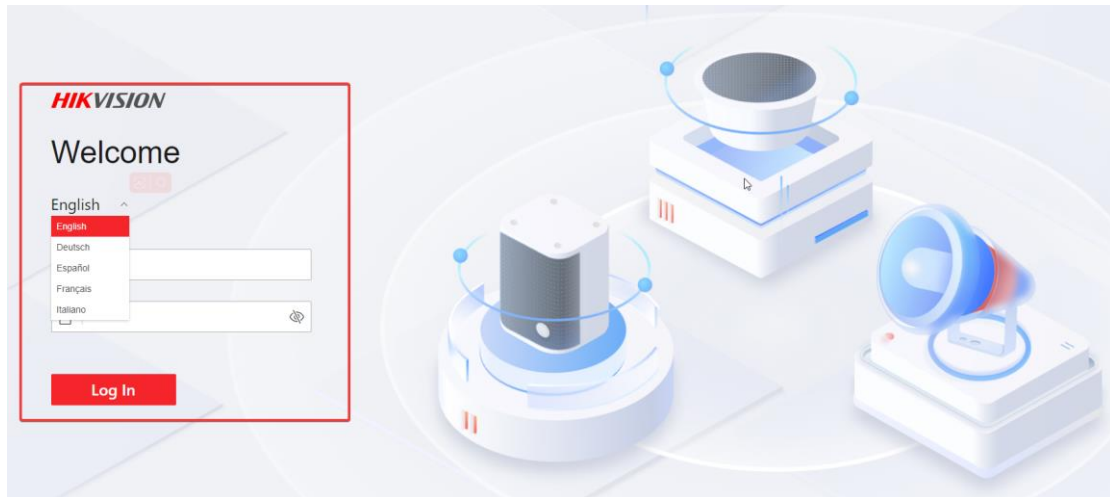 HIKVISION
Welcome
English
English
Deutsch
Español
Français
Italiano
Log In